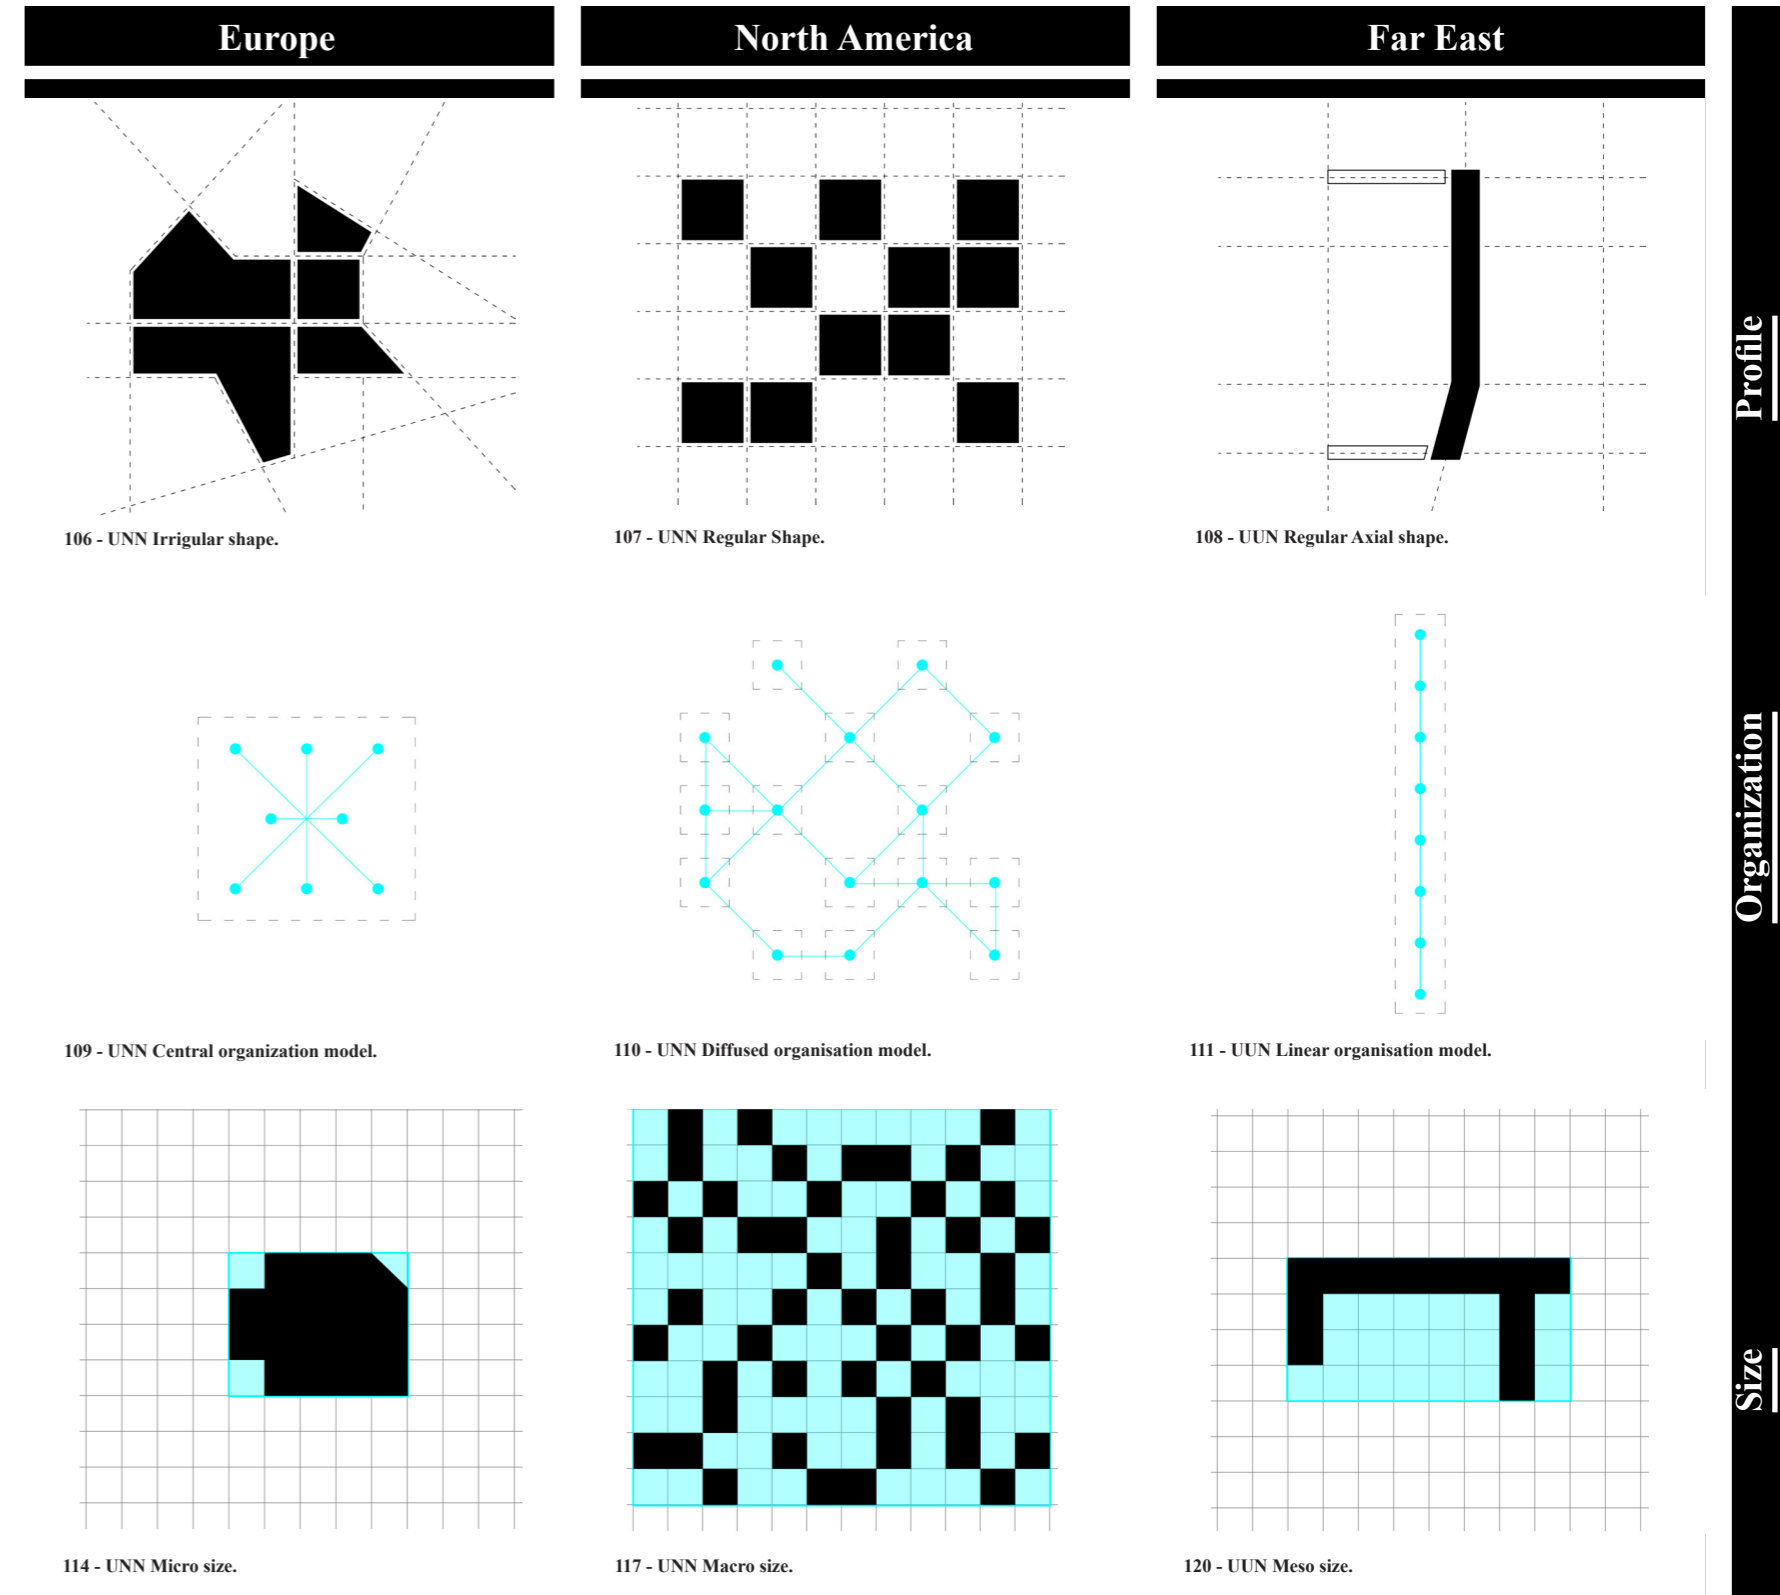 Europe
North America
Far East
106 - UNN Irrigular shape.
107 - UNN Regular Shape.
108 - UUN Regular Axial shape.
Profile
109 - UNN Central organization model.
110 - UNN Diffused organisation model.
111 - UUN Linear organisation model.
Organization
114 - UNN Micro size.
117 - UNN Macro size.
120 - UUN Meso size.
Size